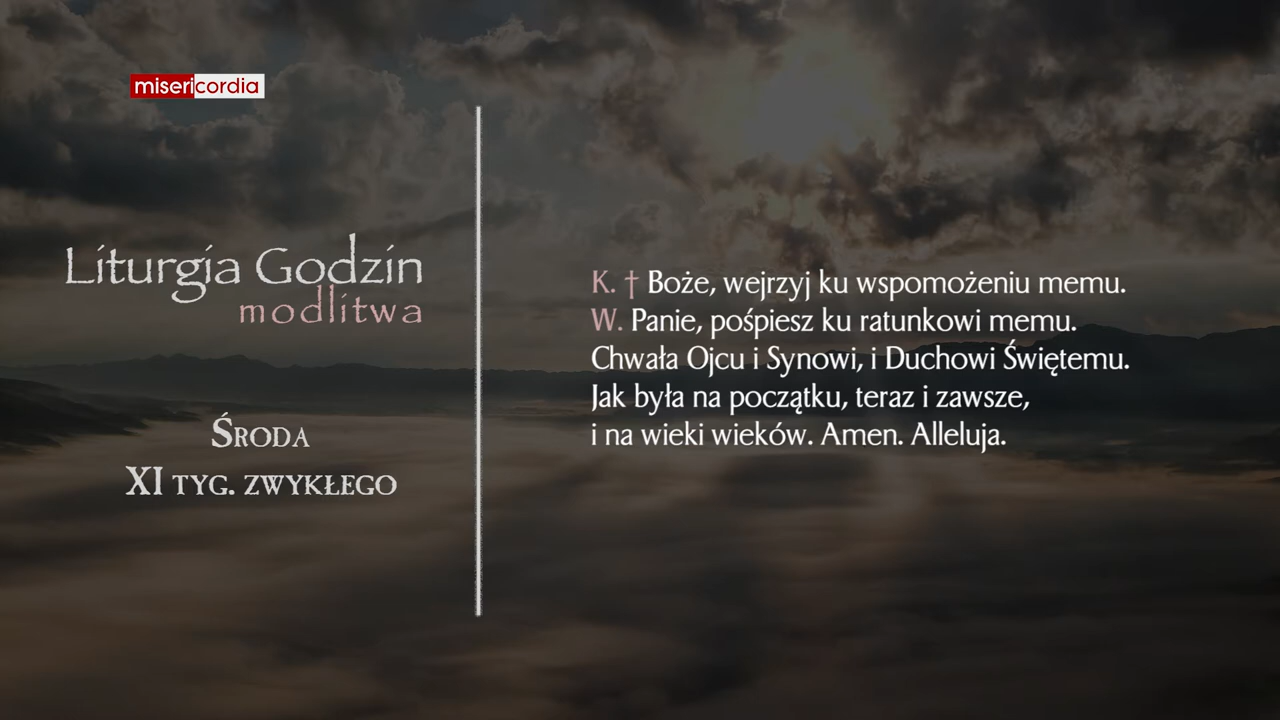 misericordia
Liturgia Godzin
modlitwa
Środa
XI tyg. zwykłego
K. † Boże, wejrzyj ku wspomożeniu memu.
W. Panie, pośpiesz ku ratunkowi memu.
Chwała Ojcu i Synowi, i Duchowi Świętemu.
Jak była na początku, teraz i zawsze,
i na wieki wieków. Amen. Alleluja.